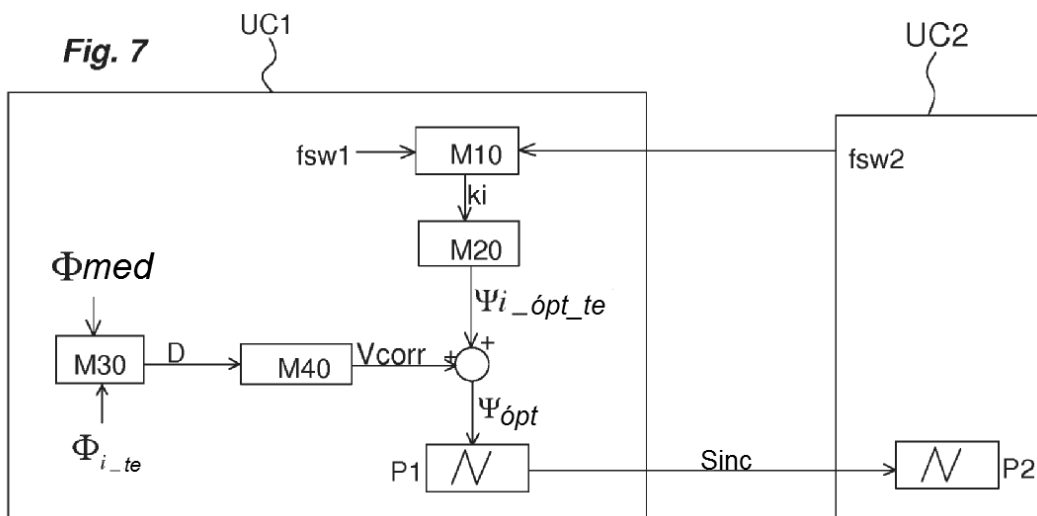 Fig. 7
UC1
UC2
fsw1
M10
fsw2
ki
M20
Φmed
Ψi_ópt_te
M30
D
M40
Vcorr
+
+
Φi_te
Ψópt
P1
Sinc
P2